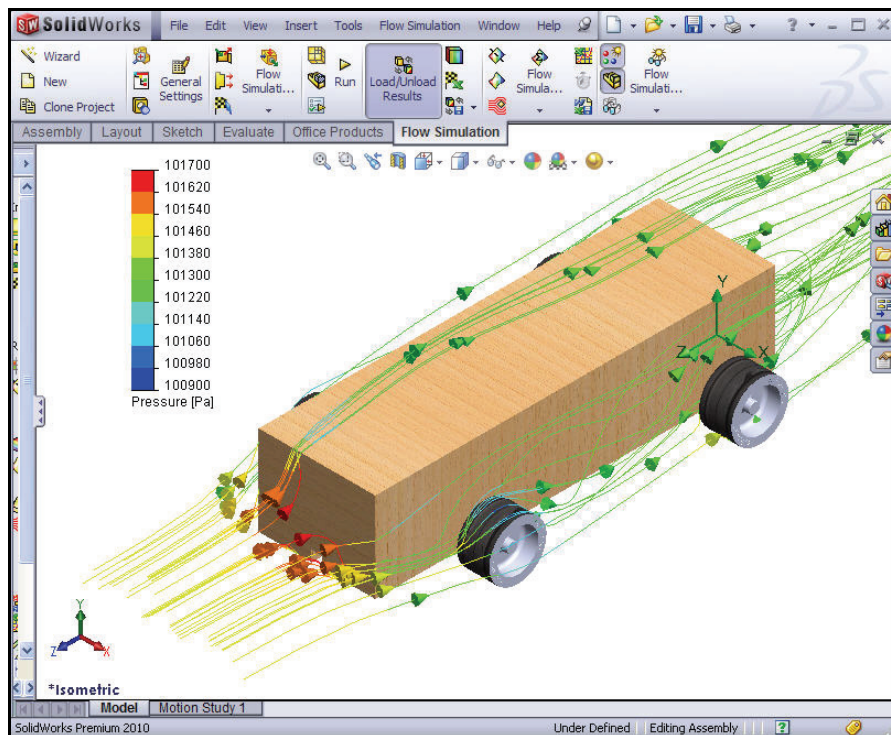 SolidWorks File Edit View Insert Tools Flow Simulation Window Help ?
Wizard
New
Clone Project
General Settings
Flow Simulati...
Run
Load/Unload Results
Flow Simula...
Flow Simulati...
Assembly Layout Sketch Evaluate Office Products Flow Simulation
101700
101620
101540
101460
101380
101300
101220
101140
101060
100980
100900
Pressure [Pa]
Y
Z X
Y
Z X
*Isometric
Model Motion Study 1
SolidWorks Premium 2010 Under Defined Editing Assembly ?